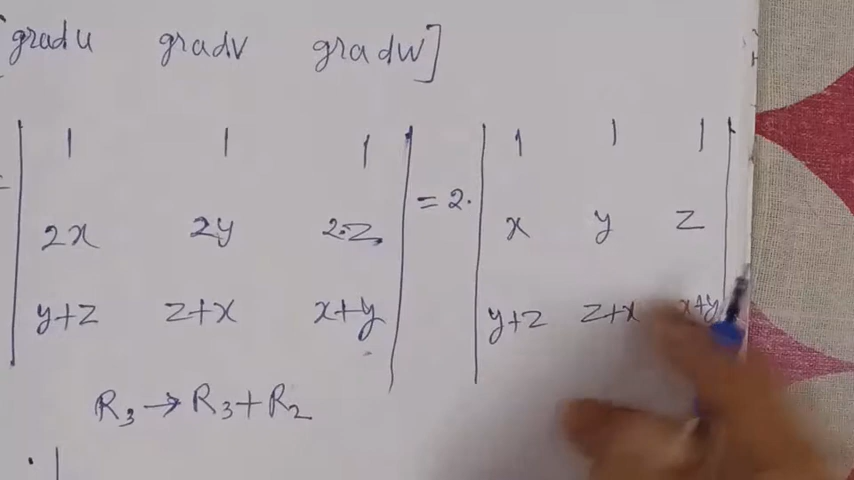 gradu gradv gradw]
| 1 1 1 | | 1 1 1 |
= | 2x 2y 2z | = 2. | x y z |
| y+z z+x x+y | | y+z z+x x+y |
R₃ → R₃ + R₂